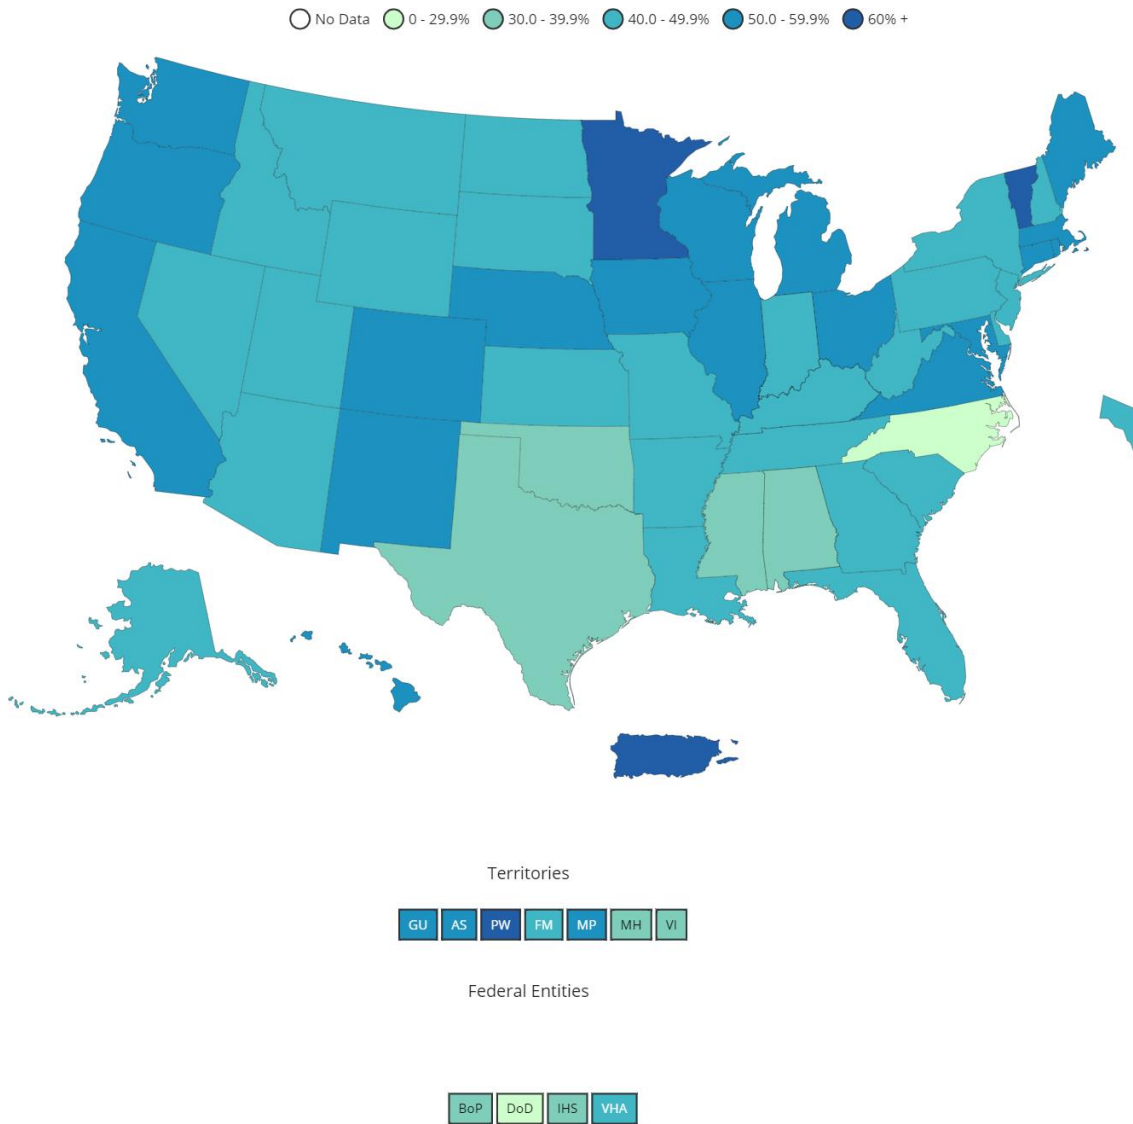 No Data 0 - 29.9% 30.0 - 39.9% 40.0 - 49.9% 50.0 - 59.9% 60% +
Territories
GU AS PW FM MP MH VI
Federal Entities
BoP DoD IHS VHA